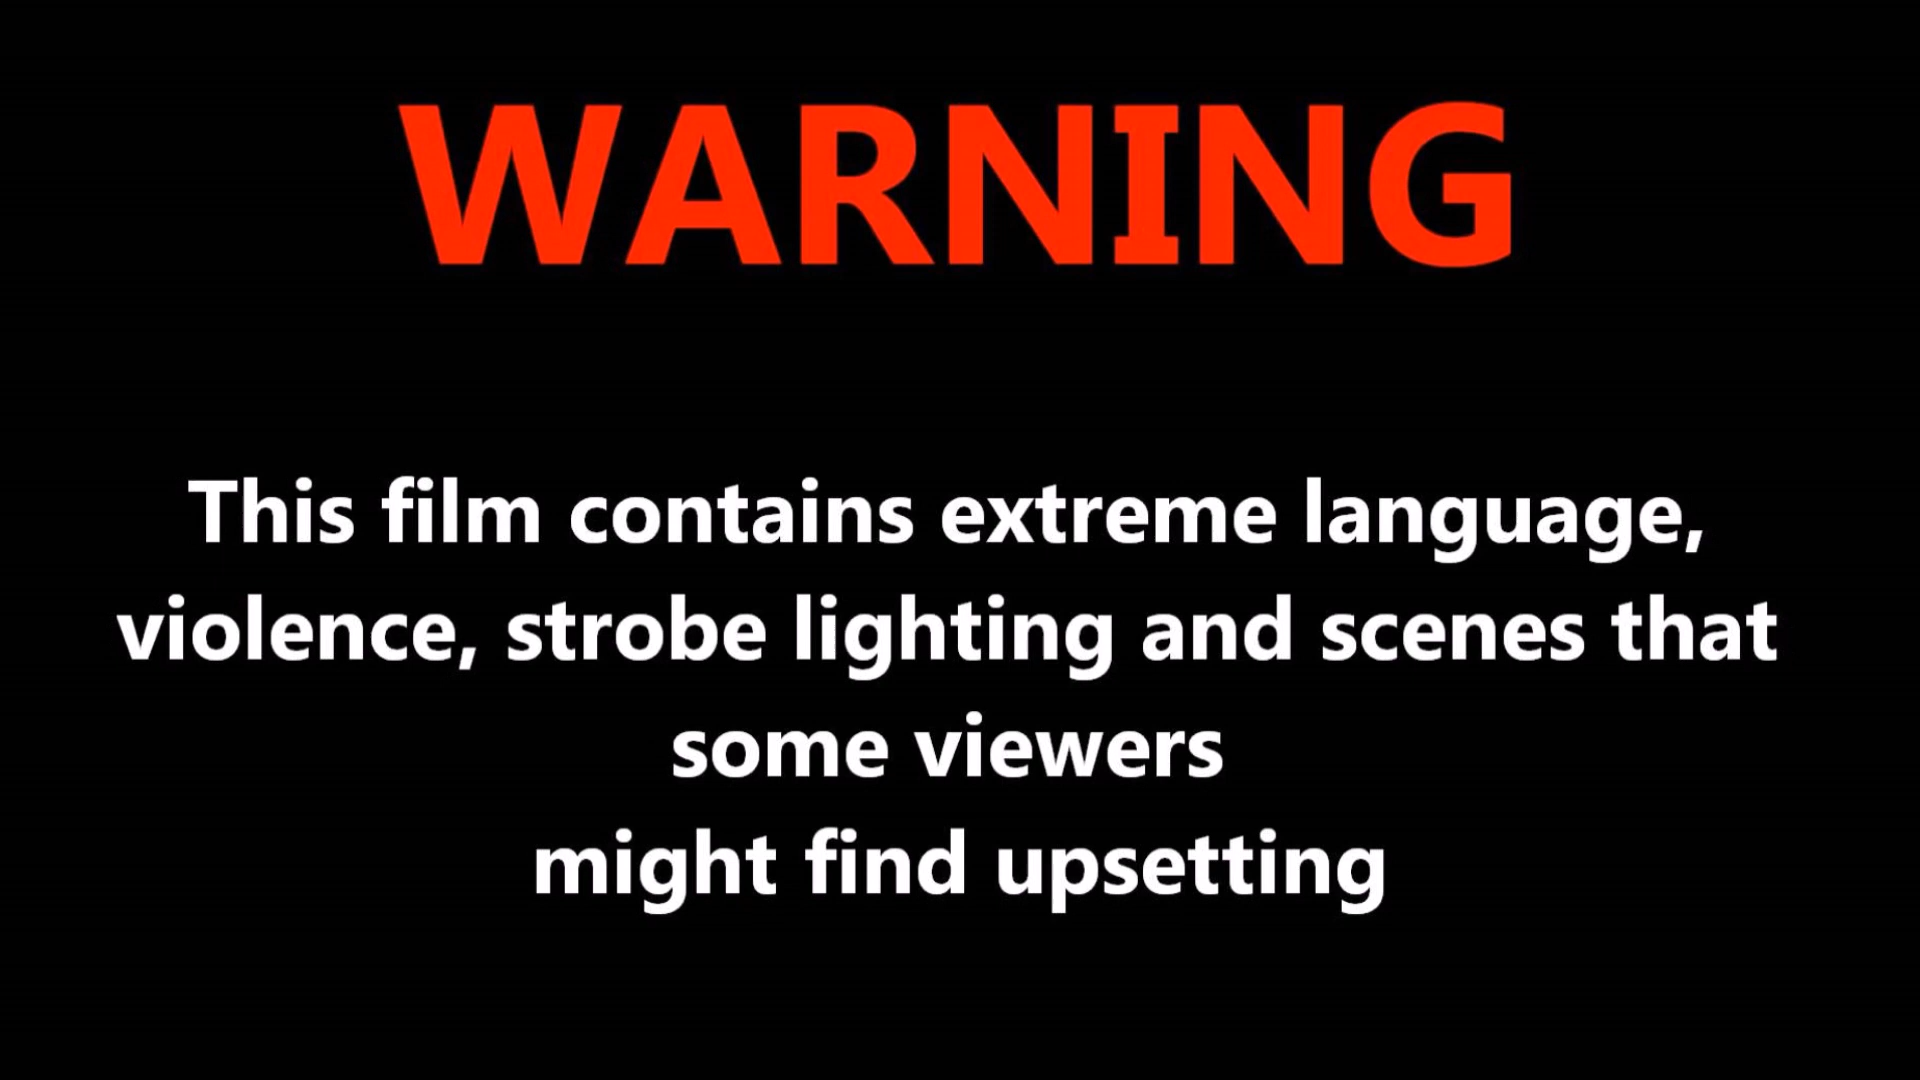 WARNING
This film contains extreme language,
violence, strobe lighting and scenes that
some viewers
might find upsetting